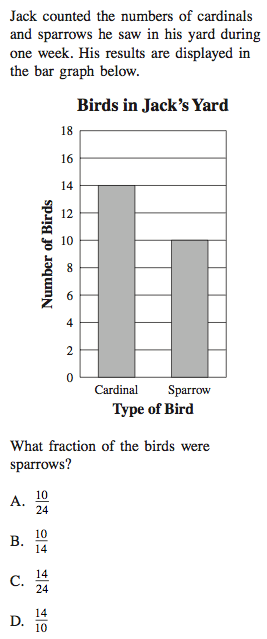 Jack counted the numbers of cardinals
and sparrows he saw in his yard during
one week. His results are displayed in
the bar graph below.
Birds in Jack's Yard
Number of Birds
18
16
14
12
10
8
6
4
2
0
Cardinal Sparrow
Type of Bird
What fraction of the birds were
sparrows?
A. 10/24
B. 10/14
C. 14/24
D. 14/10